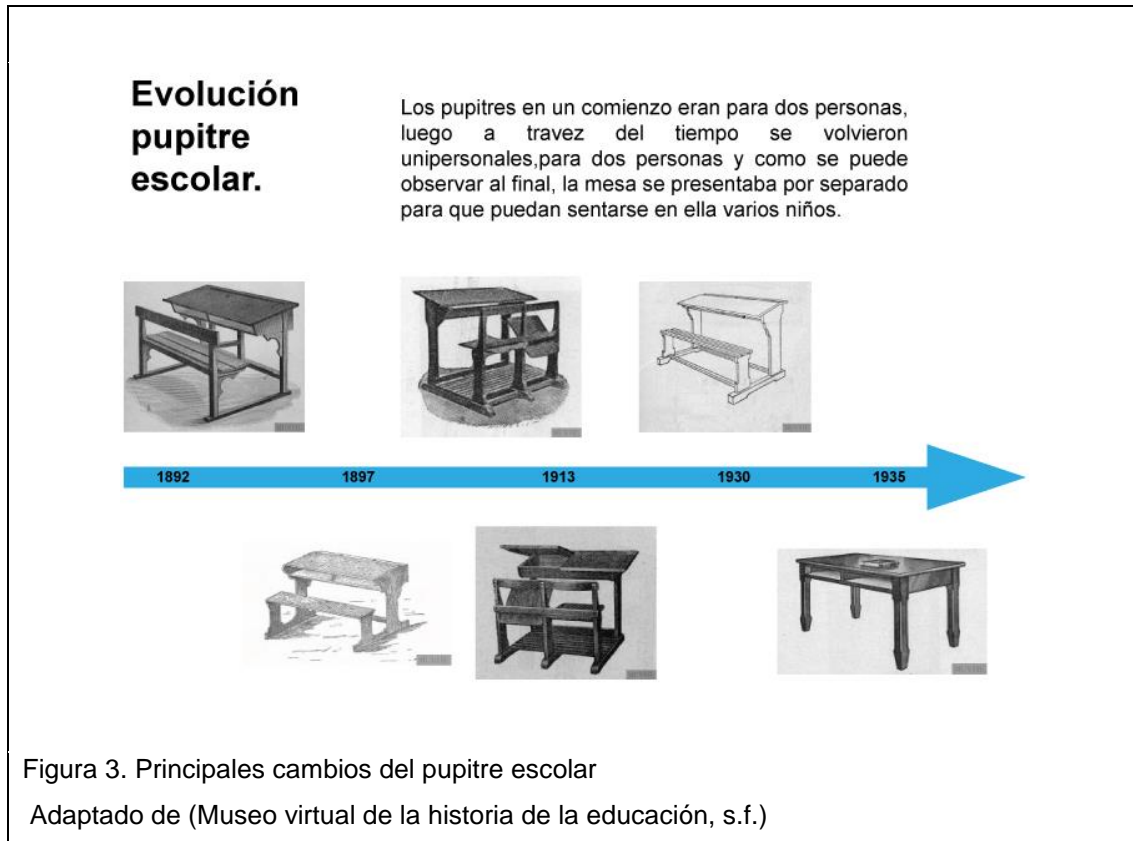 Evolución
pupitre
escolar.
Los pupitres en un comienzo eran para dos personas,
luego a travez del tiempo se volvieron
unipersonales,para dos personas y como se puede
observar al final, la mesa se presentaba por separado
para que puedan sentarse en ella varios niños.
1892
1897
1913
1930
1935
Figura 3. Principales cambios del pupitre escolar
Adaptado de (Museo virtual de la historia de la educación, s.f.)